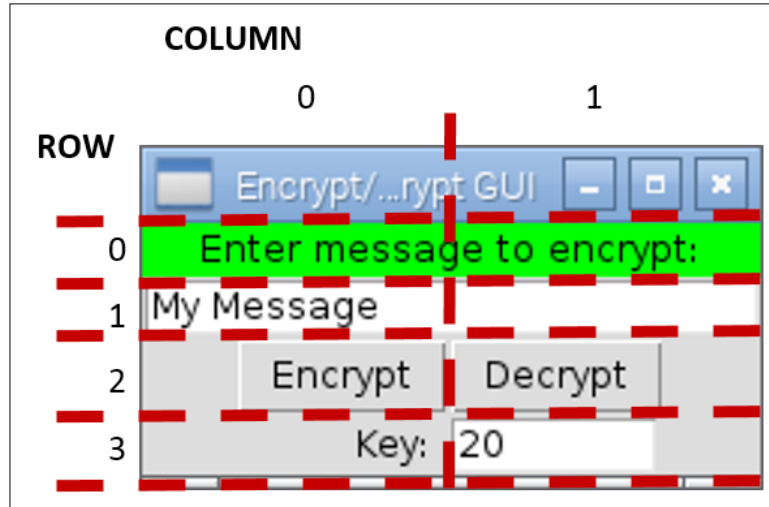 COLUMN
0 1
ROW
Encrypt/...rypt GUI
0 Enter message to encrypt:
1 My Message
2 Encrypt Decrypt
3 Key: 20